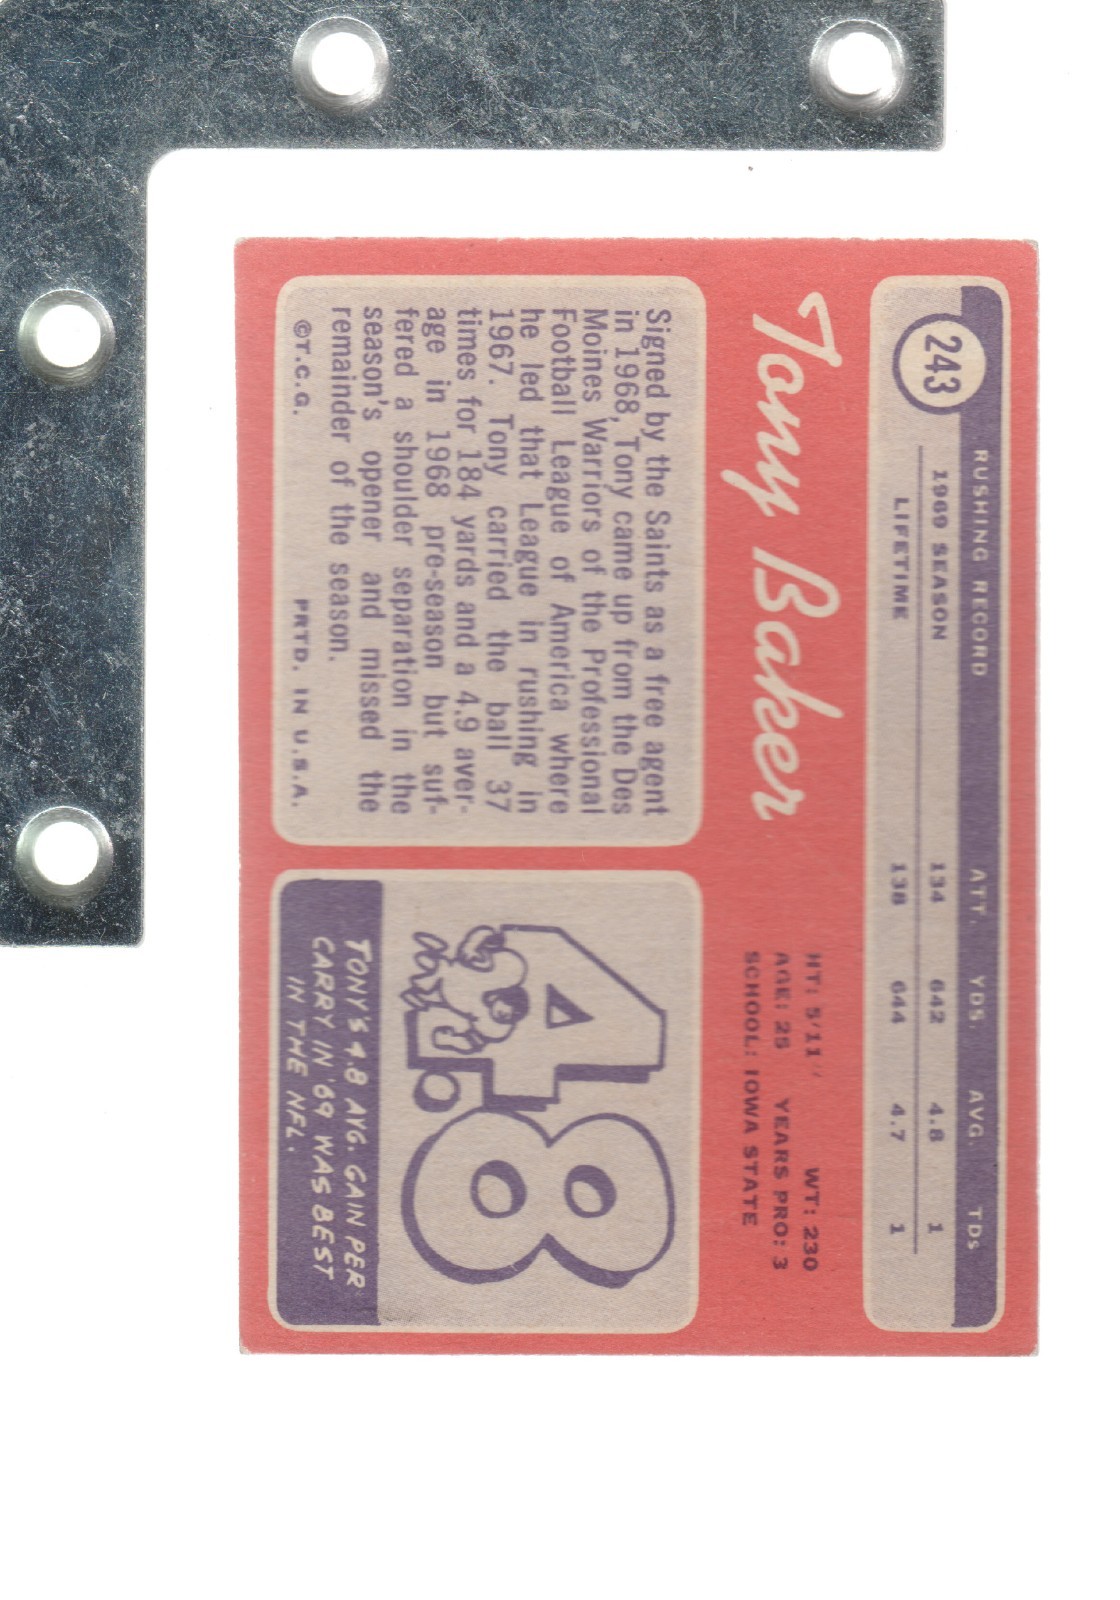 243
RUSHING RECORD ATT. YDS. AVG. TDs
1969 SEASON 134 642 4.8 1
LIFETIME 138 644 4.7 1
Tony Baker
HT: 5/11" WT: 230
AGE: 25 YEARS PRO: 3
SCHOOL: IOWA STATE
Signed by the Saints as a free agent
in 1968, Tony came up from the Des
Moines Warriors of the Professional
Football League of America where
he led that League in rushing in
1967. Tony carried the ball 37
times for 184 yards and a 4.9 aver-
age in 1968 pre-season but suf-
fered a shoulder separation in the
season's opener and missed the
remainder of the season.
©T.C.G. PRTD. IN U.S.A.
4.8
TONY'S 4.8 AVG. GAIN PER
CARRY IN '69 WAS BEST
IN THE NFL.